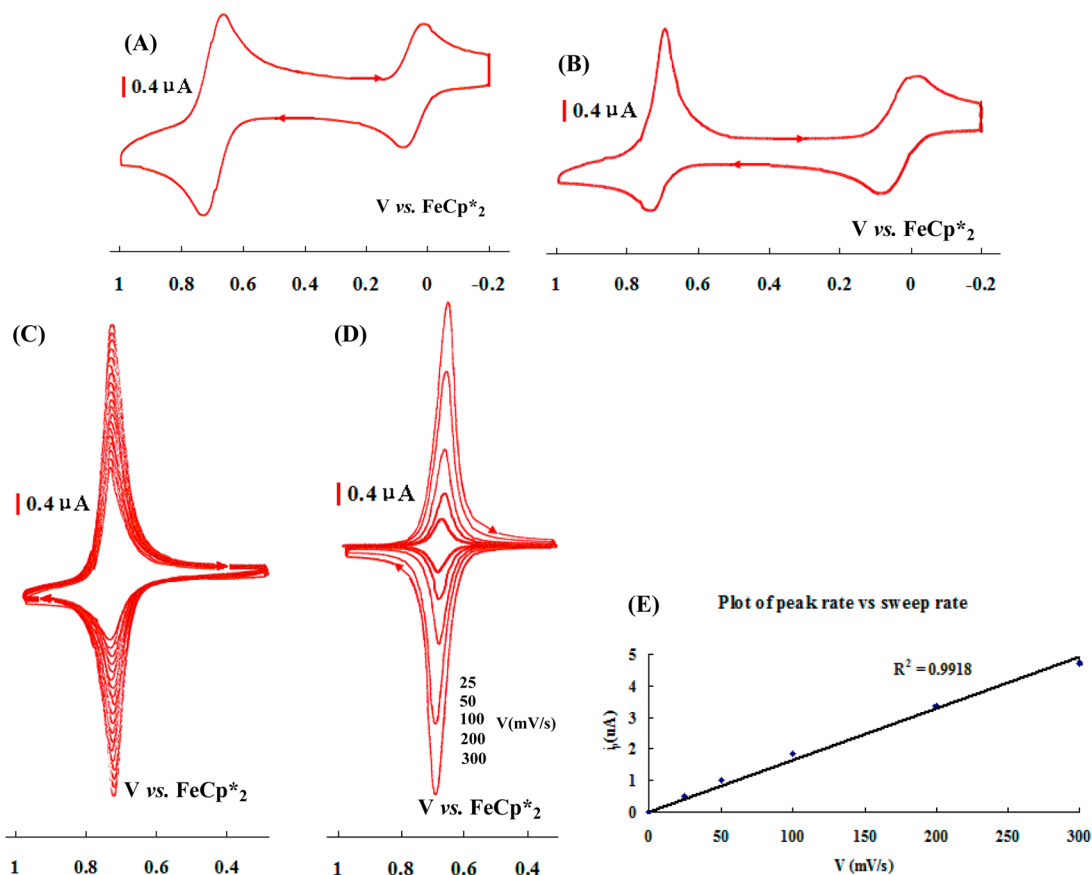 (A)
0.4 μA
V vs. FeCp*2
1 0.8 0.6 0.4 0.2 0 -0.2
(B)
0.4 μA
V vs. FeCp*2
1 0.8 0.6 0.4 0.2 0 -0.2
(C)
0.4 μA
V vs. FeCp*2
1 0.8 0.6 0.4
(D)
0.4 μA
25
50
100 V(mV/s)
200
300
V vs. FeCp*2
1 0.8 0.6 0.4
(E)
Plot of peak rate vs sweep rate
R2 = 0.9918
ip(uA)
5
4
3
2
1
0
0 50 100 150 200 250 300
V (mV/s)